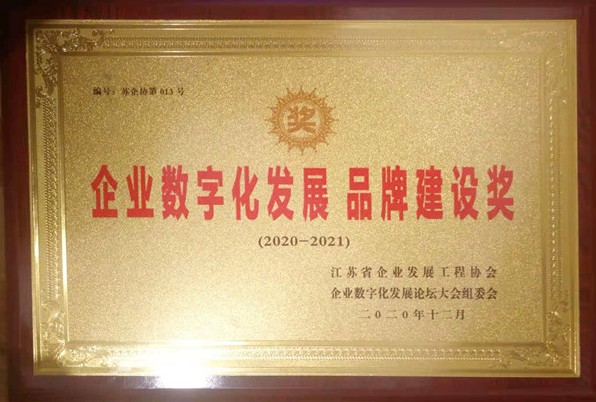 编号：苏企协第013号
奖
企业数字化发展 品牌建设奖
(2020-2021)
江苏省企业发展工程协会
企业数字化发展论坛大会组委会
二〇二〇年十二月